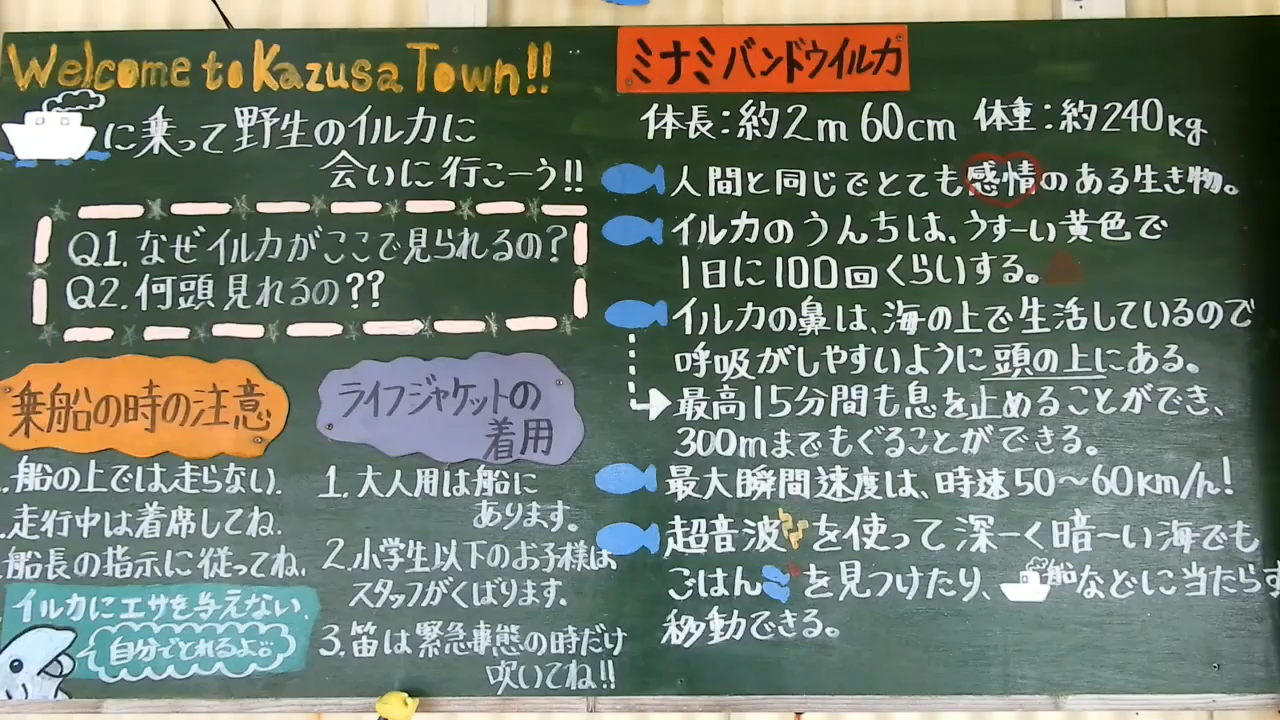 Welcome to Kazusa Town!!
に乗って野生のイルカに
会いに行こーう!!
Q1. なぜイルカがここで見られるの?
Q2. 何頭見れるの??
乗船の時の注意
船の上では走らない.
走行中は着席してね.
船長の指示に従ってね.
イルカにエサを与えない.
自分でとれるよ。
ライフジャケットの
着用
1. 大人用は船に
あります。
2. 小学生以下のお子様は
スタッフがくばります.
3. 笛は緊急事態の時だけ
吹いてね!!
ミナミバンドウイルカ
体長:約2m 60cm 体重:約240kg
人間と同じでとても感情のある生き物。
イルカのうんちは、うすーい黄色で
1日に100回くらいする。
イルカの鼻は、海の上で生活しているので
呼吸がしやすいように頭の上にある。
最高15分間も息を止めることができ、
300mまでもぐることができる。
最大瞬間速度は、時速50〜60km/h!
超音波を使って深ーく暗〜い海でも
ごはんを見つけたり、船などに当たらず
移動できる。